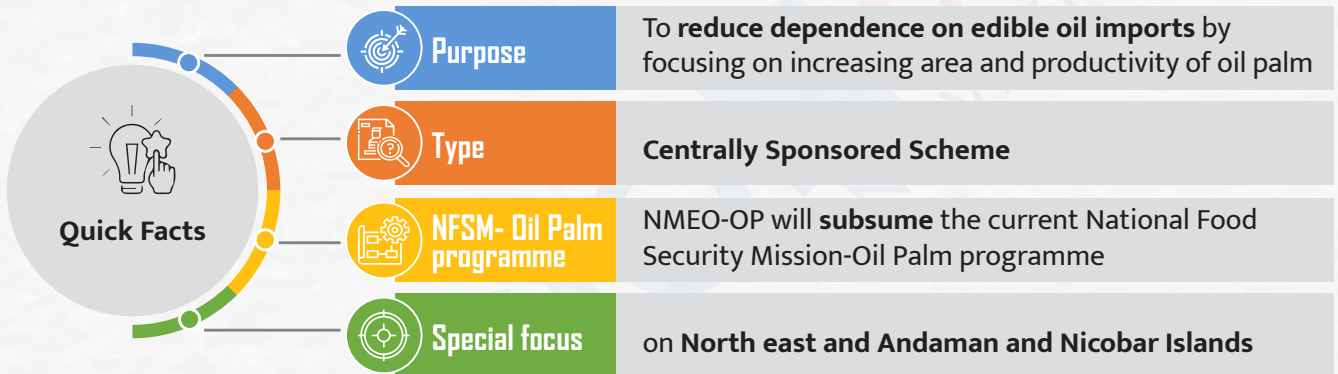 Quick Facts
Purpose
To reduce dependence on edible oil imports by
focusing on increasing area and productivity of oil palm
Type
Centrally Sponsored Scheme
NFSM- Oil Palm
programme
NMEO-OP will subsume the current National Food
Security Mission-Oil Palm programme
Special focus
on North east and Andaman and Nicobar Islands